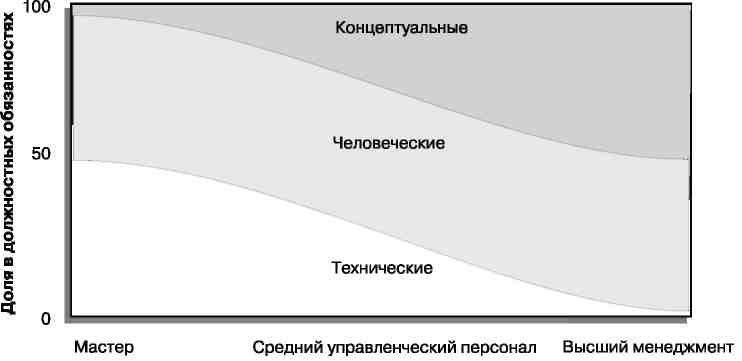 Доля в должностных обязанностях
100
50
0
Концептуальные
Человеческие
Технические
Мастер
Средний управленческий персонал
Высший менеджмент